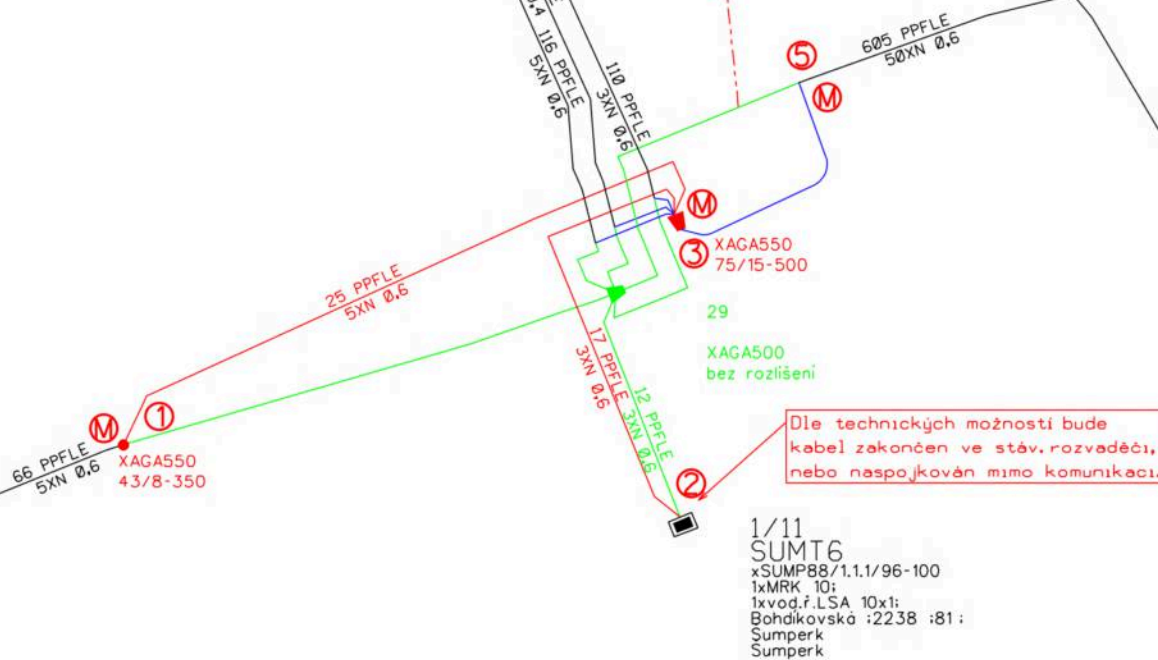 0.4
116 PPFLE
5XN 0.6
110 PPFLE
3XN 0.6
605 PPFLE
50XN 0.6
5
M
M
3
XAGA550
75/15-500
25 PPFLE
5XN 0.6
29
XAGA500
bez rozlišení
17 PPFLE
3XN 0.6
12 PPFLE
3XN 0.6
M
1
XAGA550
43/8-350
66 PPFLE
5XN 0.6
Dle technických možností bude
kabel zakončen ve stáv.rozvaděči,
nebo naspojkován mimo komunikaci.
2
1/11
SUMT6
xSUMP88/1.1.1/96-100
1xMRK 10;
1xvod.ř.LSA 10x1;
Bohdíkovská ;2238 ;81;
Šumperk
Šumperk